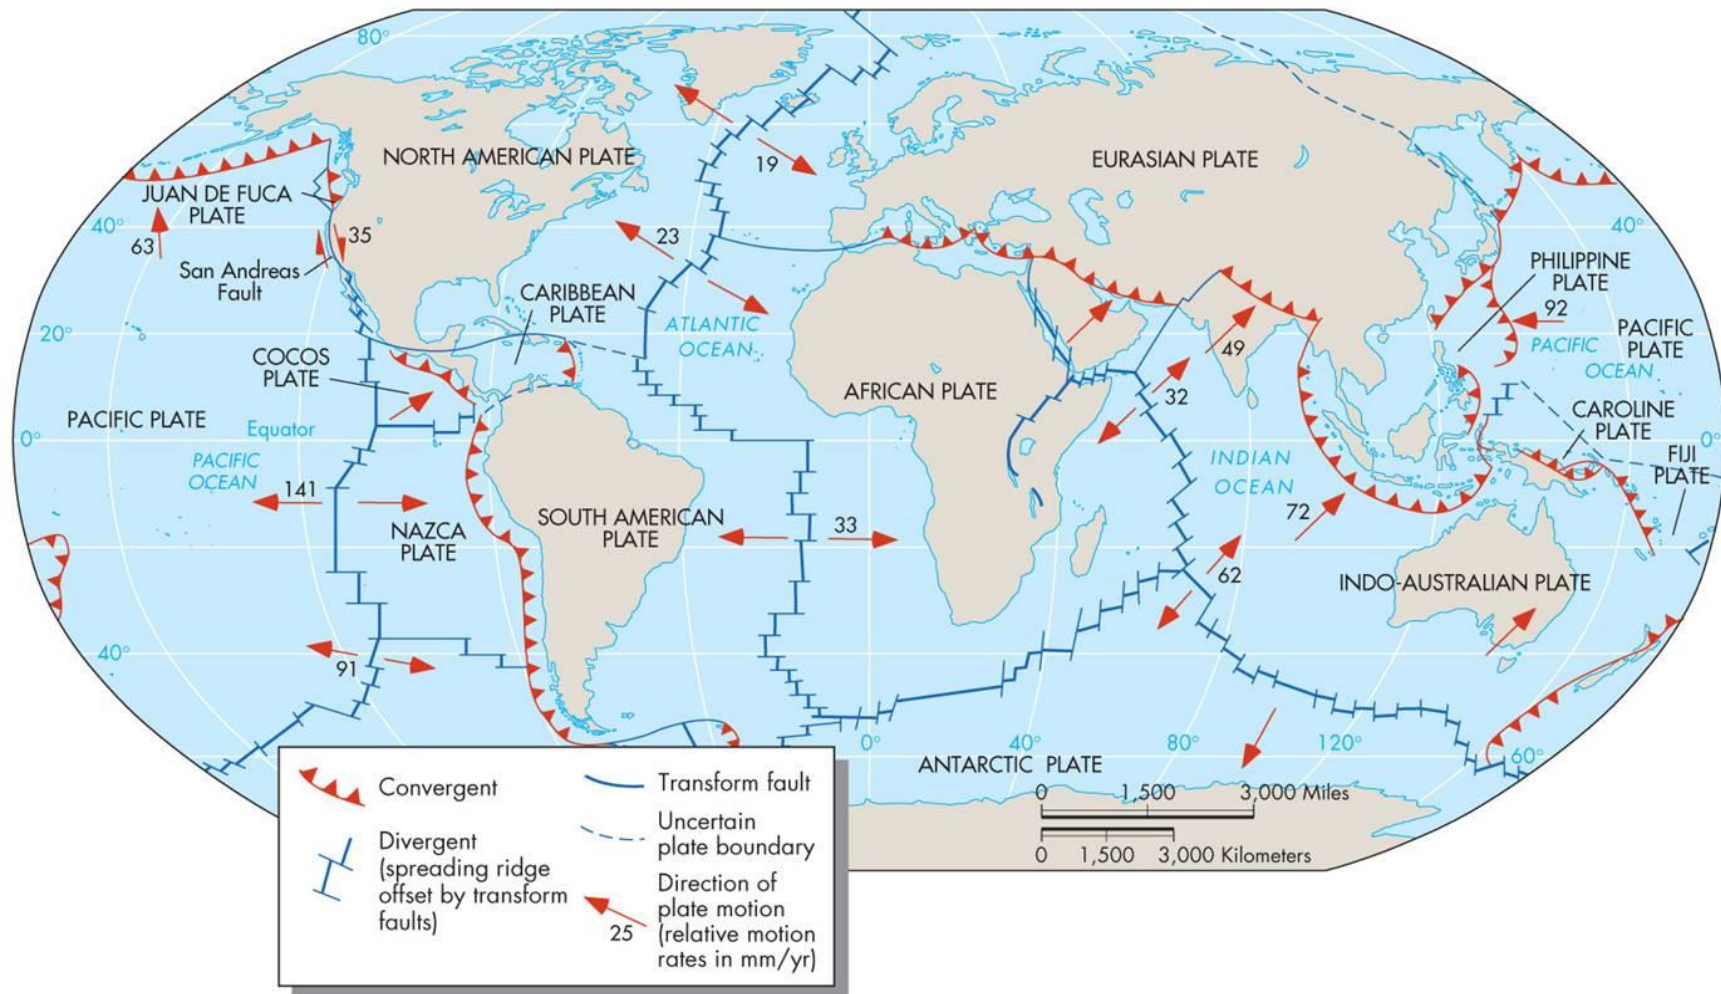 80°
NORTH AMERICAN PLATE
19
EURASIAN PLATE
JUAN DE FUCA
PLATE
40°
63
35
23
40°
San Andreas
Fault
CARIBBEAN
PLATE
PHILIPPINE
PLATE
92
20°
ATLANTIC
OCEAN
49
PACIFIC
PLATE
PACIFIC
OCEAN
COCOS
PLATE
AFRICAN PLATE
32
PACIFIC PLATE
Equator
CAROLINE
PLATE
0°
0°
PACIFIC
OCEAN
INDIAN
OCEAN
FIJI
PLATE
141
NAZCA
PLATE
SOUTH AMERICAN
PLATE
33
72
62
INDO-AUSTRALIAN PLATE
40°
91
0°
40°
80°
120°
60°
ANTARCTIC PLATE
0 1,500 3,000 Miles
0 1,500 3,000 Kilometers
Convergent
Divergent
(spreading ridge
offset by transform
faults)
Transform fault
Uncertain
plate boundary
Direction of
plate motion
(relative motion
rates in mm/yr)
25